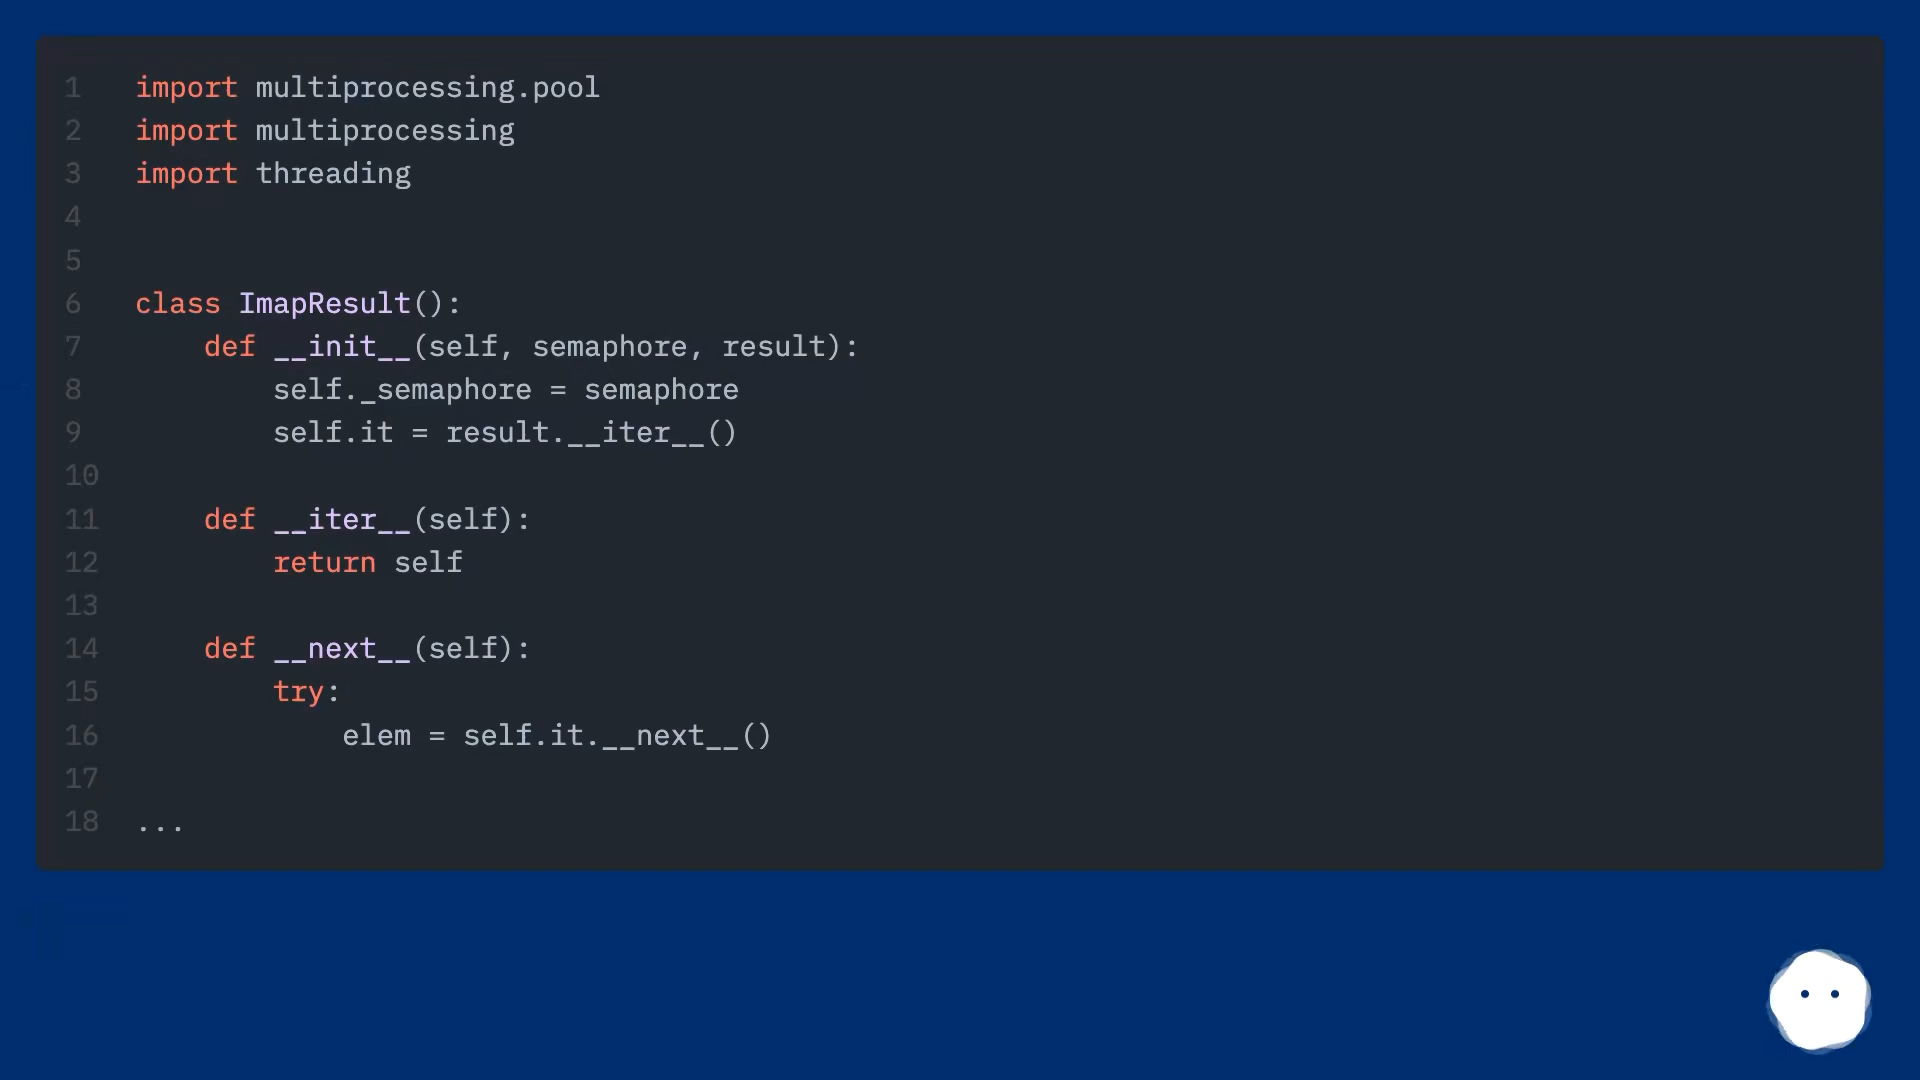 1 import multiprocessing.pool
2 import multiprocessing
3 import threading
4
5
6 class ImapResult():
7     def __init__(self, semaphore, result):
8         self._semaphore = semaphore
9         self.it = result.__iter__()
10
11     def __iter__(self):
12         return self
13
14     def __next__(self):
15         try:
16             elem = self.it.__next__()
17
18 ...